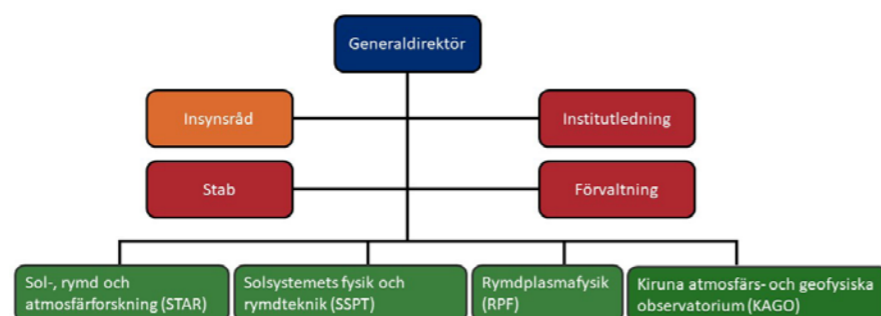 Generaldirektör
Insynsråd
Institutledning
Stab
Förvaltning
Sol-, rymd och
atmosfärforskning (STAR)
Solsystemets fysik och
rymdteknik (SSPT)
Rymdplasmafysik
(RPF)
Kiruna atmosfärs- och geofysiska
observatorium (KAGO)